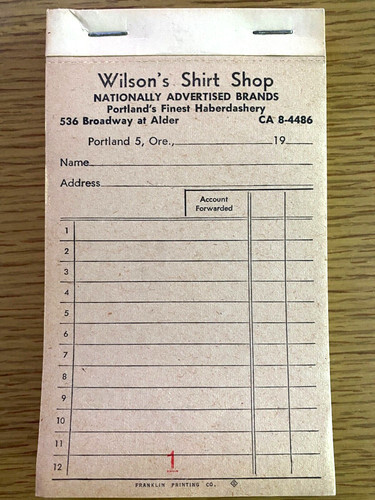 Wilson's Shirt Shop
NATIONALLY ADVERTISED BRANDS
Portland's Finest Haberdashery
536 Broadway at Alder CA 8-4486
Portland 5, Ore., 19
Name
Address
Account
Forwarded
1
2
3
4
5
6
7
8
9
10
11
12 1
FRANKLIN PRINTING CO.